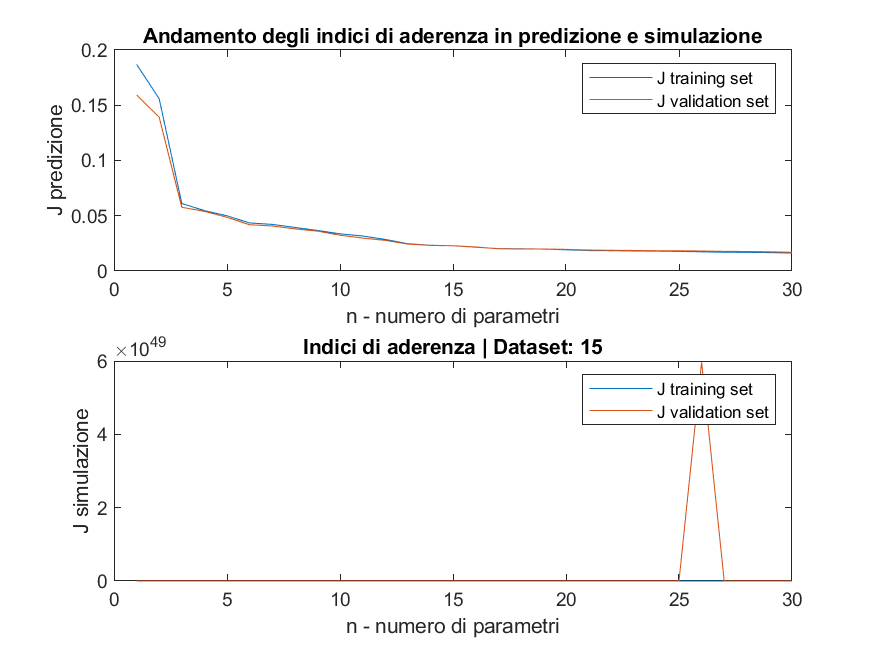 Andamento degli indici di aderenza in predizione e simulazione
0.2
0.15
0.1
0.05
0
J predizione
J training set
J validation set
0 5 10 15 20 25 30
n - numero di parametri
×10^49
Indici di aderenza | Dataset: 15
6
4
2
0
J simulazione
J training set
J validation set
0 5 10 15 20 25 30
n - numero di parametri